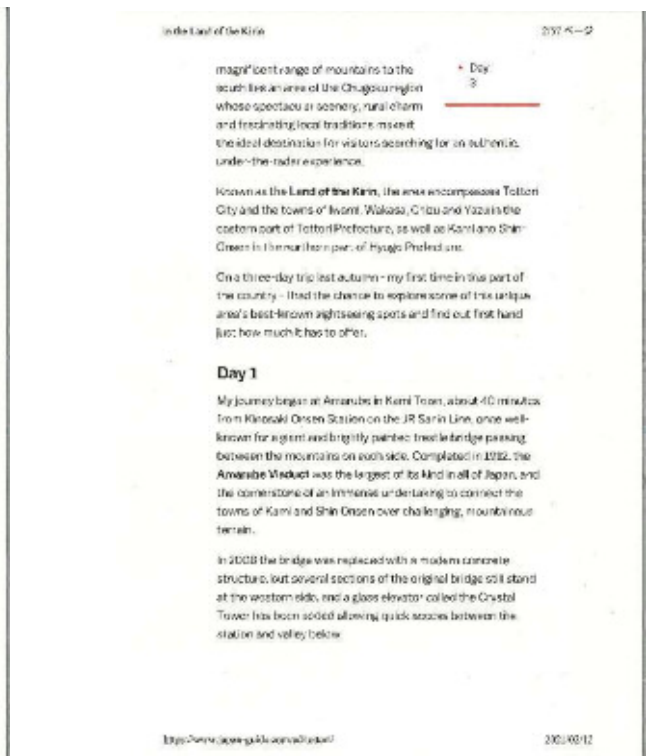 In the Land of the Kirin
2/37 ページ
magnificent range of mountains to the
south lies an area of the Chugoku region
whose spectacular scenery, rural charm
and fascinating local traditions make it
the ideal destination for visitors searching for an authentic,
under-the-radar experience.
• Day
3
Known as the Land of the Kirin, the area encompasses Tottori
City and the towns of Iwami, Wakasa, Chizu and Yazu in the
eastern part of Tottori Prefecture, as well as Kami and Shin
Onsen in the northern part of Hyogo Prefecture.
On a three-day trip last autumn - my first time in this part of
the country - I had the chance to explore some of this unique
area's best-known sightseeing spots and find out first hand
just how much it has to offer.
Day 1
My journey began at Amarube in Kami Town, about 40 minutes
from Kinosaki Onsen Station on the JR Sanin Line, once well-
known for a giant and brightly painted trestle bridge passing
between the mountains on each side. Completed in 1912, the
Amarube Viaduct was the largest of its kind in all of Japan, and
the cornerstone of an immense undertaking to connect the
towns of Kami and Shin Onsen over challenging, mountainous
terrain.
In 2008 the bridge was replaced with a modern concrete
structure, but several sections of the original bridge still stand
at the western side, and a glass elevator called the Crystal
Tower has been added allowing quick access between the
station and valley below
https://www.japan-guide.com/ad/tottori/
2021/02/12